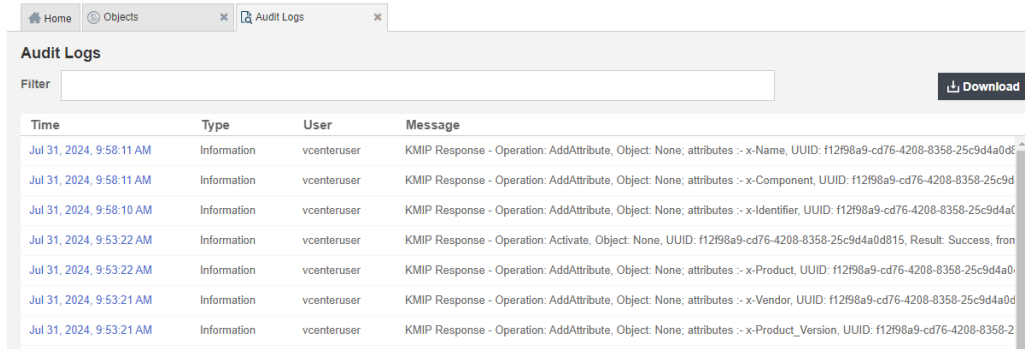 Home Objects Audit Logs
Audit Logs
Filter Download
Time Type User Message
Jul 31, 2024, 9:58:11 AM Information vcenteruser KMIP Response - Operation: AddAttribute, Object: None; attributes :- x-Name, UUID: f12f98a9-cd76-4208-8358-25c9d4a0d8
Jul 31, 2024, 9:58:11 AM Information vcenteruser KMIP Response - Operation: AddAttribute, Object: None; attributes :- x-Component, UUID: f12f98a9-cd76-4208-8358-25c9d
Jul 31, 2024, 9:58:10 AM Information vcenteruser KMIP Response - Operation: AddAttribute, Object: None; attributes :- x-Identifier, UUID: f12f98a9-cd76-4208-8358-25c9d4a0
Jul 31, 2024, 9:53:22 AM Information vcenteruser KMIP Response - Operation: Activate, Object: None, UUID: f12f98a9-cd76-4208-8358-25c9d4a0d815, Result: Success, from
Jul 31, 2024, 9:53:22 AM Information vcenteruser KMIP Response - Operation: AddAttribute, Object: None; attributes :- x-Product, UUID: f12f98a9-cd76-4208-8358-25c9d4a0
Jul 31, 2024, 9:53:21 AM Information vcenteruser KMIP Response - Operation: AddAttribute, Object: None; attributes :- x-Vendor, UUID: f12f98a9-cd76-4208-8358-25c9d4a0d
Jul 31, 2024, 9:53:21 AM Information vcenteruser KMIP Response - Operation: AddAttribute, Object: None; attributes :- x-Product_Version, UUID: f12f98a9-cd76-4208-8358-2